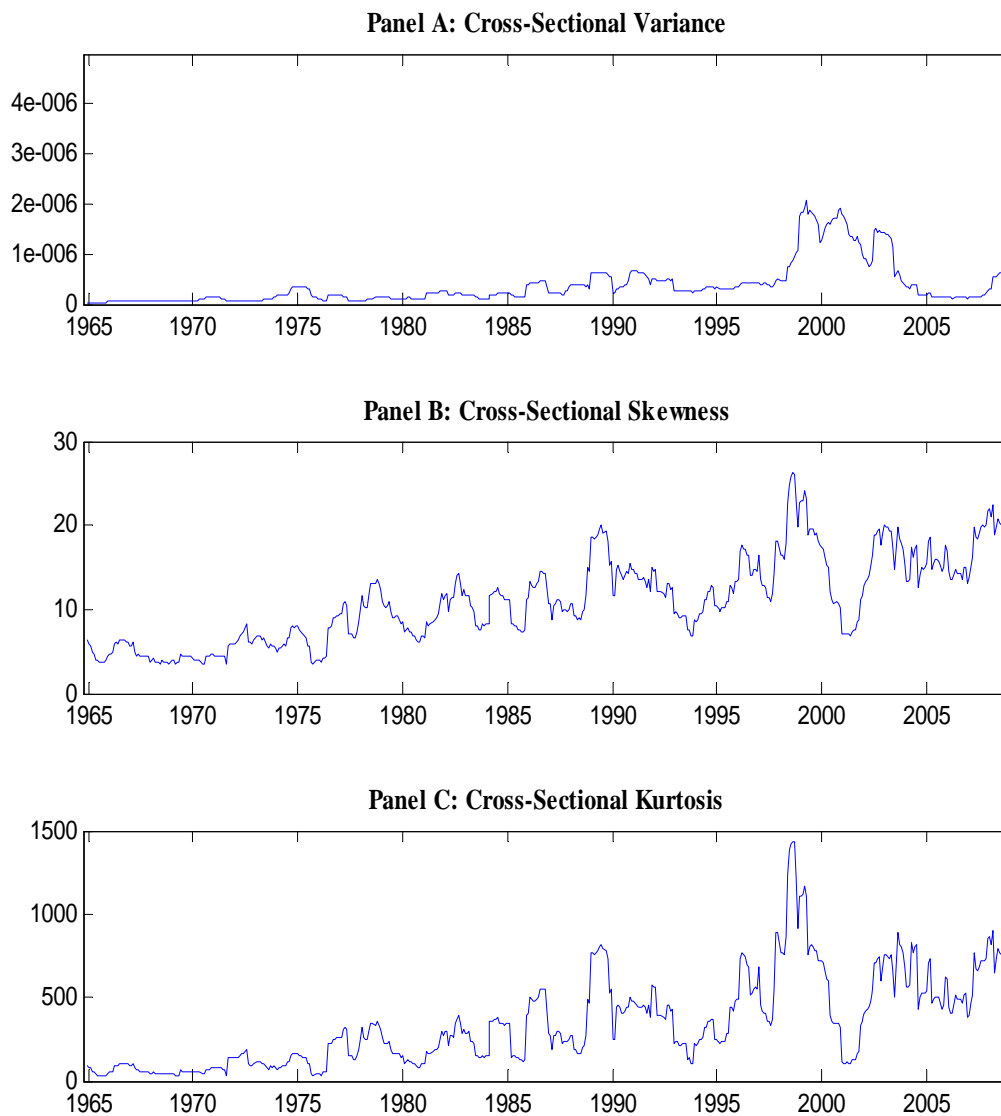 Panel A: Cross-Sectional Variance
4e-006
3e-006
2e-006
1e-006
0
1965 1970 1975 1980 1985 1990 1995 2000 2005
Panel B: Cross-Sectional Skewness
30
20
10
0
1965 1970 1975 1980 1985 1990 1995 2000 2005
Panel C: Cross-Sectional Kurtosis
1500
1000
500
0
1965 1970 1975 1980 1985 1990 1995 2000 2005